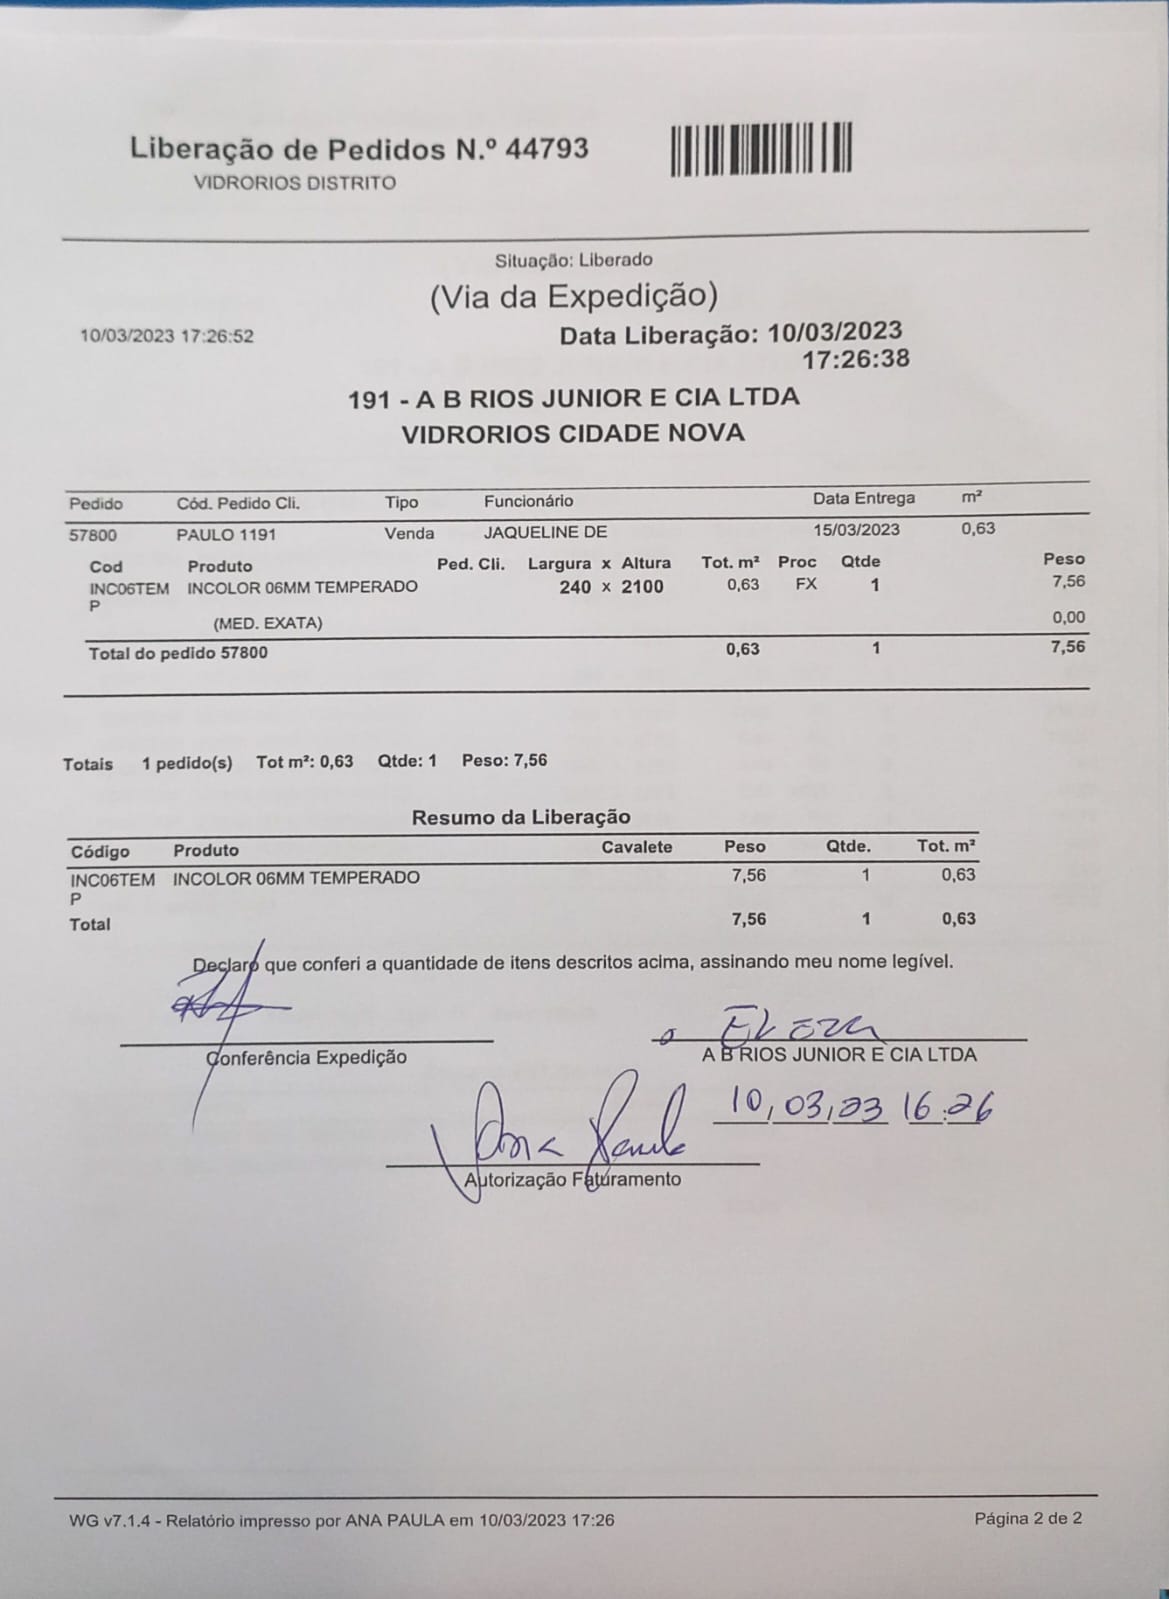 Liberação de Pedidos N.º 44793
VIDRORIOS DISTRITO
Situação: Liberado
(Via da Expedição)
10/03/2023 17:26:52 Data Liberação: 10/03/2023
17:26:38
191 - A B RIOS JUNIOR E CIA LTDA
VIDRORIOS CIDADE NOVA
Pedido Cód. Pedido Cli. Tipo Funcionário Data Entrega m²
57800 PAULO 1191 Venda JAQUELINE DE 15/03/2023 0,63
Cod Produto Ped. Cli. Largura x Altura Tot. m² Proc Qtde Peso
INC06TEM INCOLOR 06MM TEMPERADO 240 x 2100 0,63 FX 1 7,56
P
(MED. EXATA) 0,00
Total do pedido 57800 0,63 1 7,56
Totais 1 pedido(s) Tot m²: 0,63 Qtde: 1 Peso: 7,56
Resumo da Liberação
Código Produto Cavalete Peso Qtde. Tot. m²
INC06TEM INCOLOR 06MM TEMPERADO 7,56 1 0,63
P
Total 7,56 1 0,63
Declaro que conferi a quantidade de itens descritos acima, assinando meu nome legível.
Conferência Expedição
A B RIOS JUNIOR E CIA LTDA
10,03,23 16:26
Ana Paula
Autorização Faturamento
WG v7.1.4 - Relatório impresso por ANA PAULA em 10/03/2023 17:26 Página 2 de 2